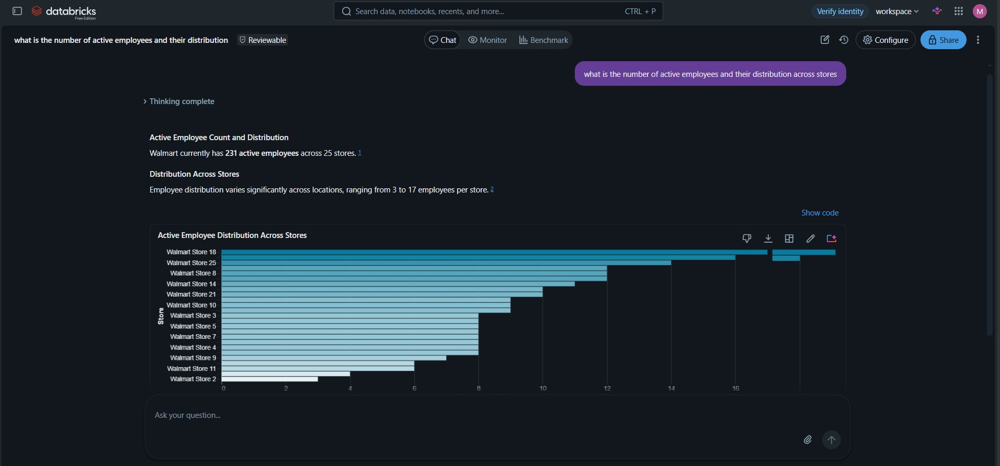 databricks
Free Edition
Search data, notebooks, recents, and more...
CTRL + P
Verify identity
workspace
M
what is the number of active employees and their distribution
Reviewable
Chat
Monitor
Benchmark
Configure
Share
what is the number of active employees and their distribution across stores
Thinking complete
Active Employee Count and Distribution
Walmart currently has 231 active employees across 25 stores. 1
Distribution Across Stores
Employee distribution varies significantly across locations, ranging from 3 to 17 employees per store. 2
Show code
Active Employee Distribution Across Stores
Store
Walmart Store 18
Walmart Store 25
Walmart Store 8
Walmart Store 14
Walmart Store 21
Walmart Store 10
Walmart Store 3
Walmart Store 5
Walmart Store 7
Walmart Store 4
Walmart Store 9
Walmart Store 11
Walmart Store 2
0 2 4 6 8 10 12 14 16
Ask your question...